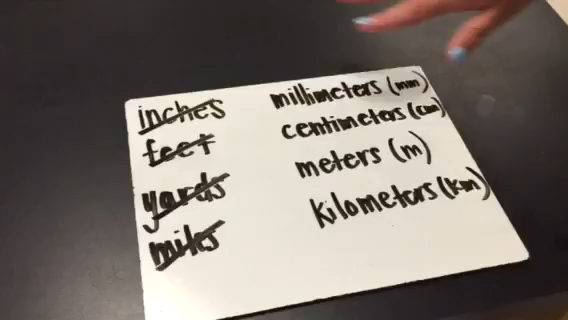 inches millimeters (mm)
feet centimeters (cm)
yards meters (m)
miles kilometers (km)